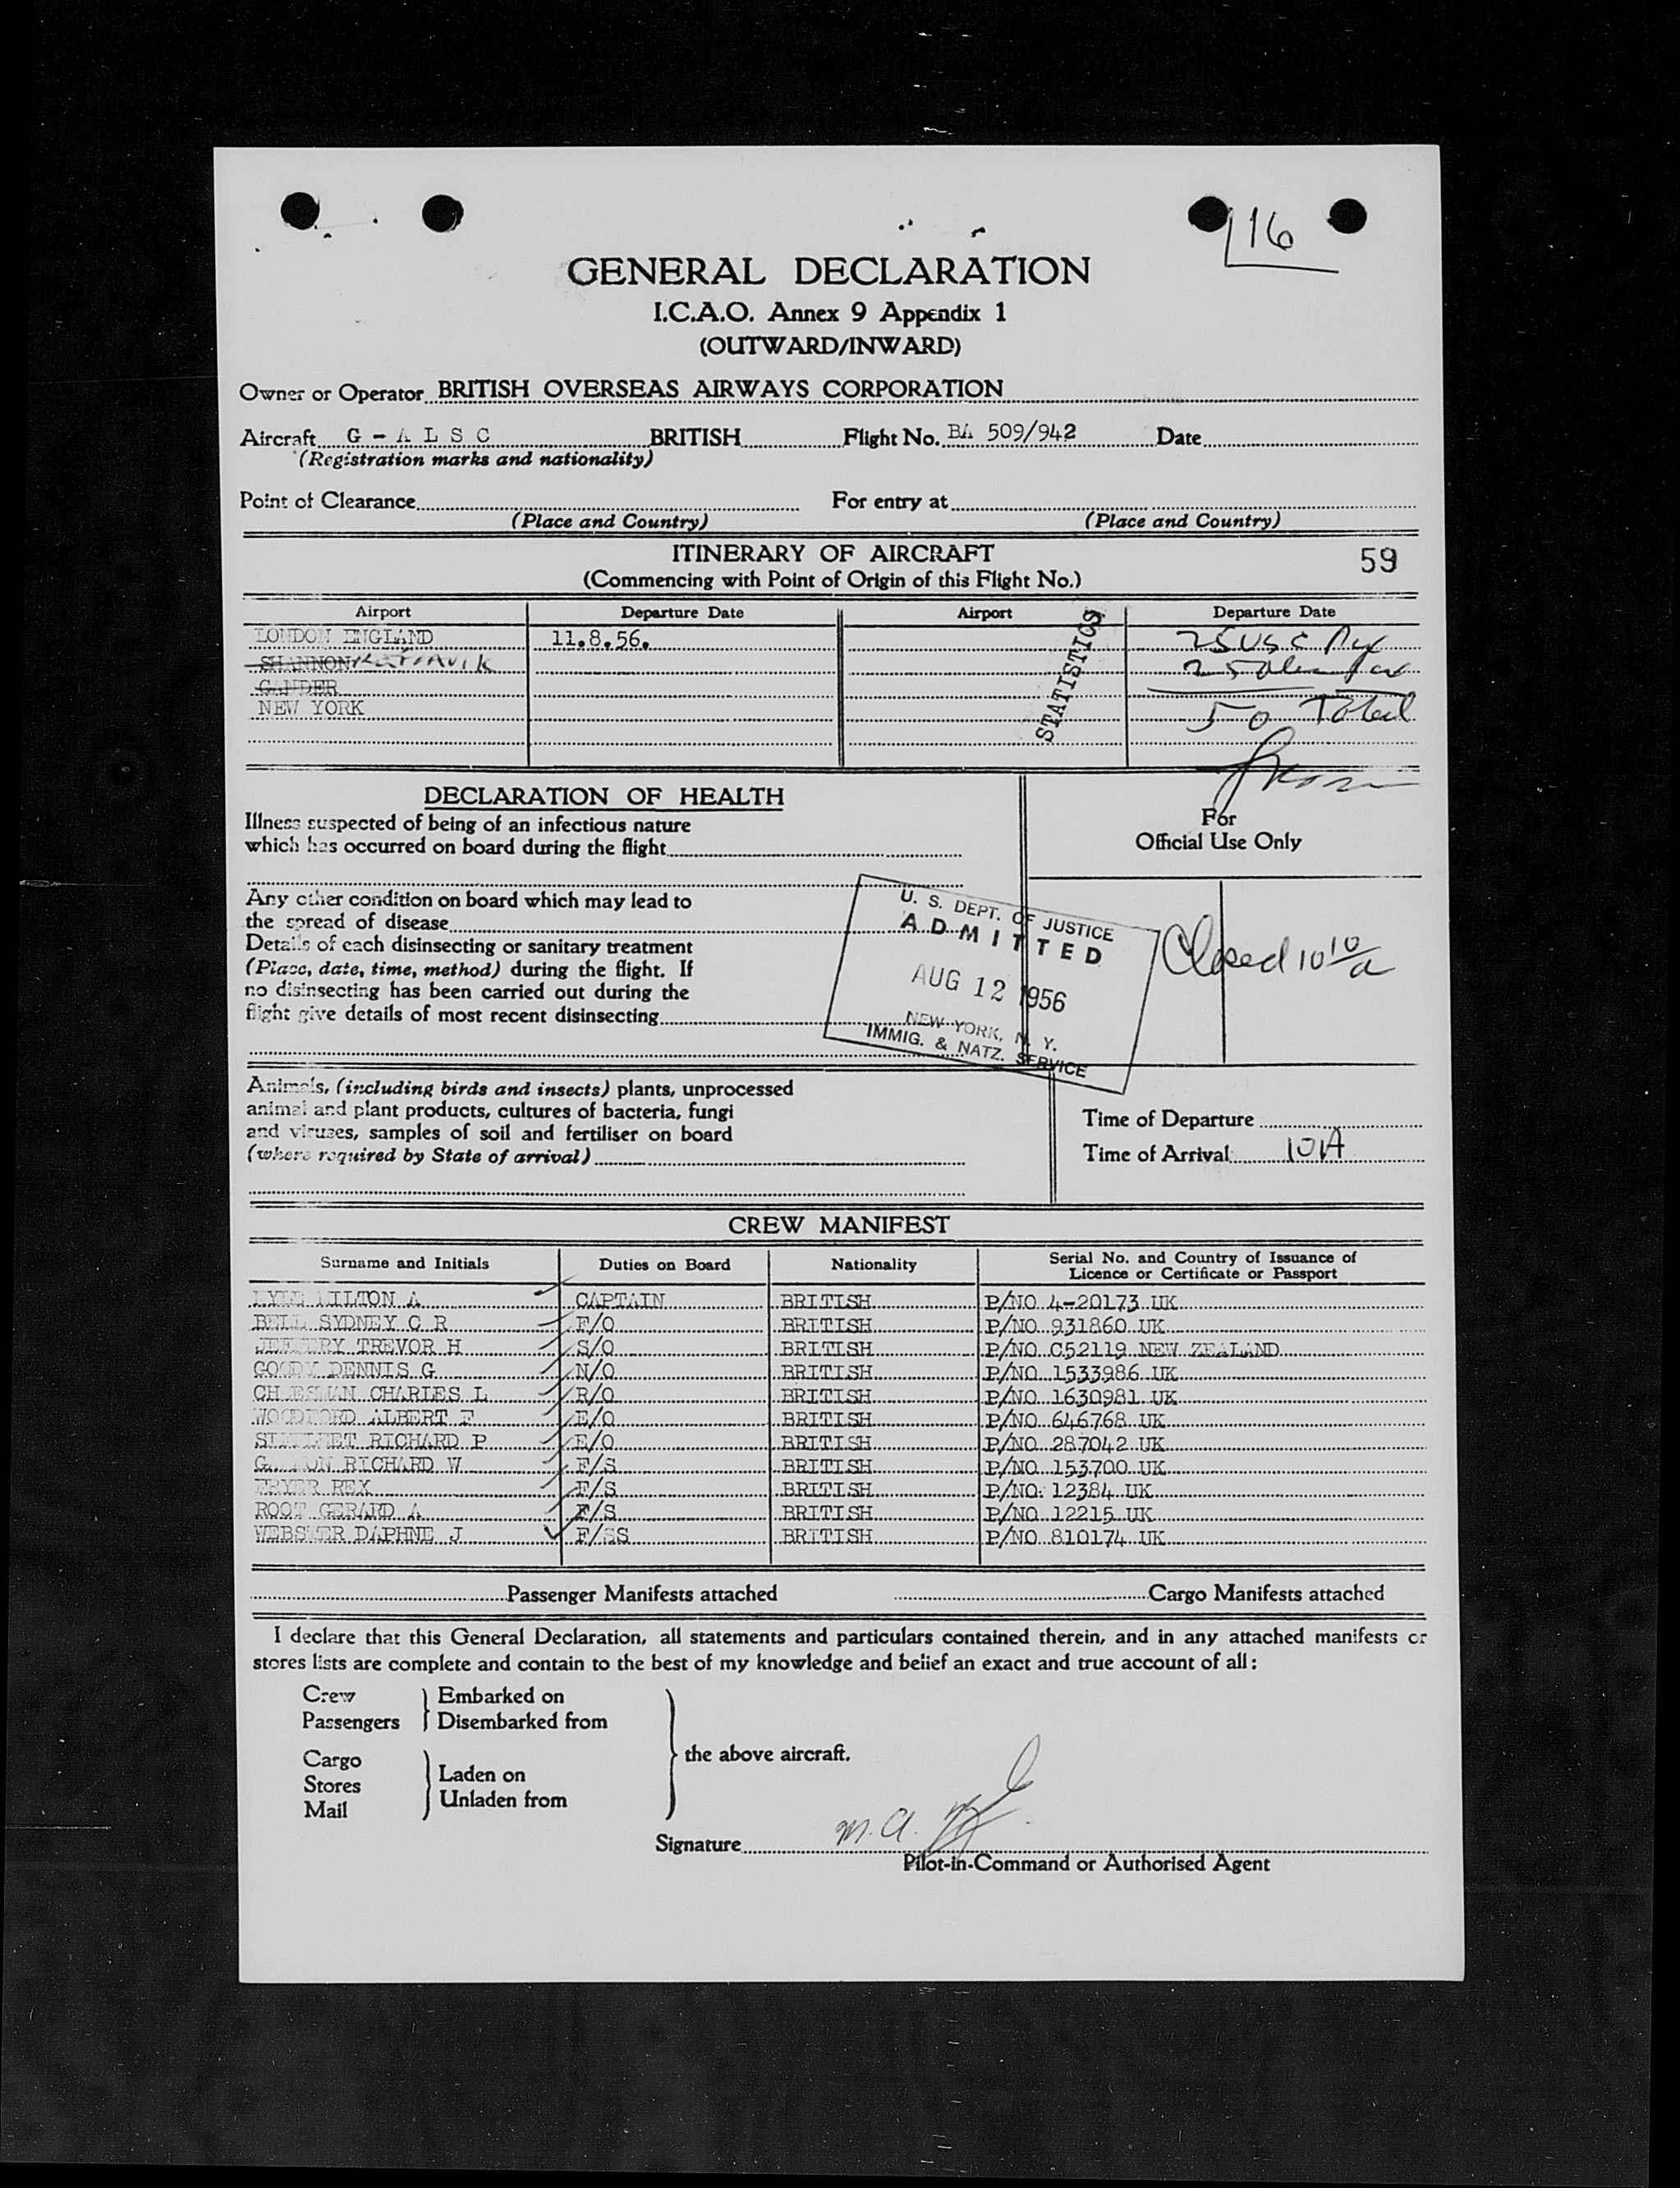 16
GENERAL DECLARATION
I.C.A.O. Annex 9 Appendix 1
(OUTWARD/INWARD)
Owner or Operator BRITISH OVERSEAS AIRWAYS CORPORATION
Aircraft G - A L S C BRITISH Flight No. BA 509/942 Date
(Registration marks and nationality)
Point of Clearance For entry at
(Place and Country) (Place and Country)
ITINERARY OF AIRCRAFT 59
(Commencing with Point of Origin of this Flight No.)
Airport Departure Date Airport Departure Date
LONDON ENGLAND 11.8.56. 25 USC
SHANNON 25
GANDER
NEW YORK 50 Total
STATISTICS
DECLARATION OF HEALTH
Illness suspected of being of an infectious nature
which has occurred on board during the flight
For
Official Use Only
Any other condition on board which may lead to
the spread of disease
Details of each disinsecting or sanitary treatment
(Place, date, time, method) during the flight. If
no disinsecting has been carried out during the
flight give details of most recent disinsecting
U. S. DEPT. OF JUSTICE
ADMITTED
AUG 12 1956
NEW YORK, N. Y.
IMMIG. & NATZ. SERVICE
Closed 10 10/a
Animals, (including birds and insects) plants, unprocessed
animal and plant products, cultures of bacteria, fungi
and viruses, samples of soil and fertiliser on board
(where required by State of arrival)
Time of Departure
Time of Arrival 10A
CREW MANIFEST
Surname and Initials Duties on Board Nationality Serial No. and Country of Issuance of
Licence or Certificate or Passport
MILTON A CAPTAIN BRITISH P/NO 4-20173 UK
BELL SYDNEY C R F/O BRITISH P/NO 931860 UK
TREVOR H S/O BRITISH P/NO C52119 NEW ZEALAND
GOODY DENNIS G N/O BRITISH P/NO 1533986 UK
CHARLES L R/O BRITISH P/NO 1630981 UK
WOODFORD ALBERT F E/O BRITISH P/NO 646768 UK
RICHARD P E/O BRITISH P/NO 287042 UK
RICHARD W F/S BRITISH P/NO 153700 UK
FRYER REX F/S BRITISH P/NO. 12384 UK
ROOT GERARD A F/S BRITISH P/NO 12215 UK
WEBSTER DAPHNE J F/SS BRITISH P/NO 810174 UK
Passenger Manifests attached Cargo Manifests attached
I declare that this General Declaration, all statements and particulars contained therein, and in any attached manifests or
stores lists are complete and contain to the best of my knowledge and belief an exact and true account of all:
Crew Embarked on
Passengers Disembarked from
the above aircraft.
Cargo
Stores Laden on
Mail Unladen from
Signature M. A.
Pilot-in-Command or Authorised Agent